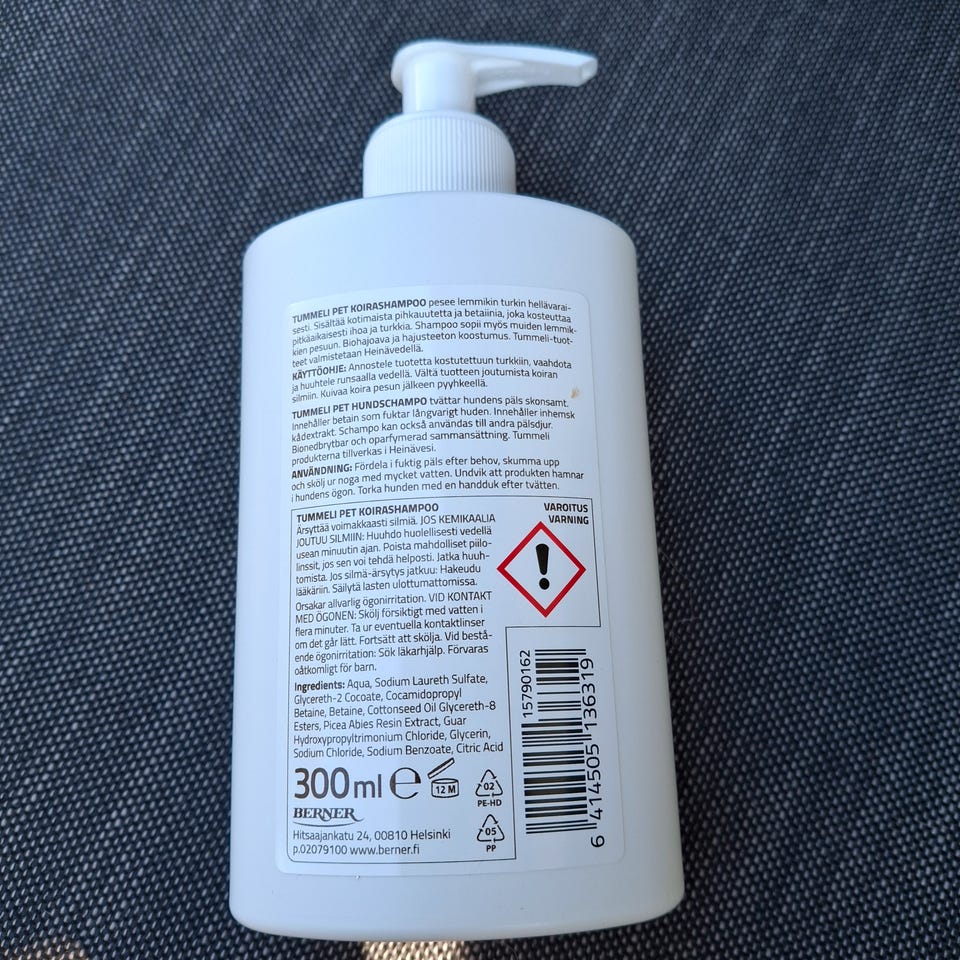 TUMMELI PET KOIRASHAMPOO pesee lemmikin turkin hellävarai-
sesti. Sisältää kotimaista pihkauutetta ja betaiinia, joka kosteuttaa
pitkäaikaisesti ihoa ja turkkia. Shampoo sopii myös muiden lemmik-
kien pesuun. Biohajoava ja hajusteeton koostumus. Tummeli-tuot-
teet valmistetaan Heinävedellä.
KÄYTTÖOHJE: Annostele tuotetta kostutettuun turkkiin, vaahdota
ja huuhtele runsaalla vedellä. Vältä tuotteen joutumista koiran
silmiin. Kuivaa koira pesun jälkeen pyyhkeellä.
TUMMELI PET HUNDSCHAMPO tvättar hundens päls skonsamt.
Innehåller betain som fuktar långvarigt huden. Innehåller inhemsk
kådextrakt. Schampo kan också användas till andra pälsdjur.
Bionedbrytbar och oparfymerad sammansättning. Tummeli
produkterna tillverkas i Heinävesi.
ANVÄNDNING: Fördela i fuktig päls efter behov, skumma upp
och skölj ur noga med mycket vatten. Undvik att produkten hamnar
i hundens ögon. Torka hunden med en handduk efter tvätten.
TUMMELI PET KOIRASHAMPOO
Ärsyttää voimakkaasti silmiä. JOS KEMIKAALIA
JOUTUU SILMIIN: Huuhdo huolellisesti vedellä
usean minuutin ajan. Poista mahdolliset piilo-
linssit, jos sen voi tehdä helposti. Jatka huuh-
tomista. Jos silmä-ärsytys jatkuu: Hakeudu
lääkäriin. Säilytä lasten ulottumattomissa.
Orsakar allvarlig ögonirritation. VID KONTAKT
MED ÖGONEN: Skölj försiktigt med vatten i
flera minuter. Ta ur eventuella kontaktlinser
om det går lätt. Fortsätt att skölja. Vid bestå-
ende ögonirritation: Sök läkarhjälp. Förvaras
oåtkomligt för barn.
VAROITUS
VARNING
Ingredients: Aqua, Sodium Laureth Sulfate,
Glycereth-2 Cocoate, Cocamidopropyl
Betaine, Betaine, Cottonseed Oil Glycereth-8
Esters, Picea Abies Resin Extract, Guar
Hydroxypropyltrimonium Chloride, Glycerin,
Sodium Chloride, Sodium Benzoate, Citric Acid
300ml e
12 M
02
PE-HD
05
PP
BERNER
Hitsaajankatu 24, 00810 Helsinki
p.02079100 www.berner.fi
15790162
6 414505 136319